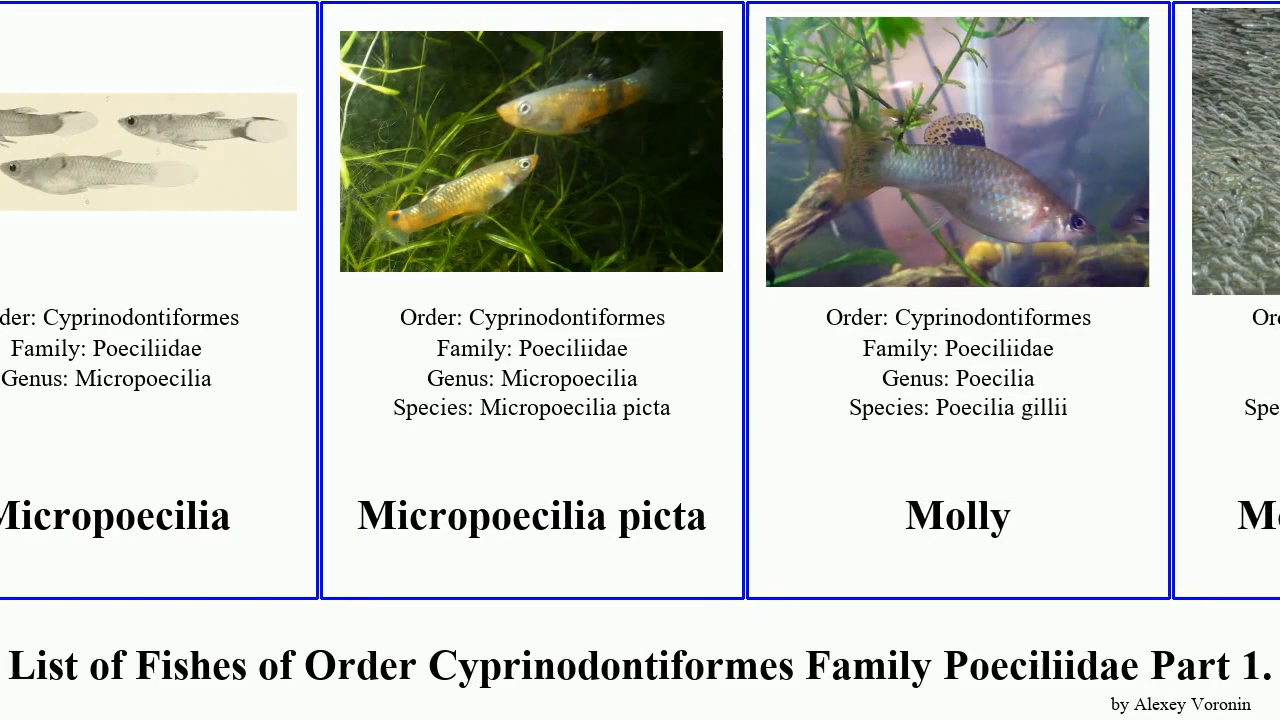 der: Cyprinodontiformes
Family: Poeciliidae
Genus: Micropoecilia
Micropoecilia
Order: Cyprinodontiformes
Family: Poeciliidae
Genus: Micropoecilia
Species: Micropoecilia picta
Micropoecilia picta
Order: Cyprinodontiformes
Family: Poeciliidae
Genus: Poecilia
Species: Poecilia gillii
Molly
List of Fishes of Order Cyprinodontiformes Family Poeciliidae Part 1.
by Alexey Voronin